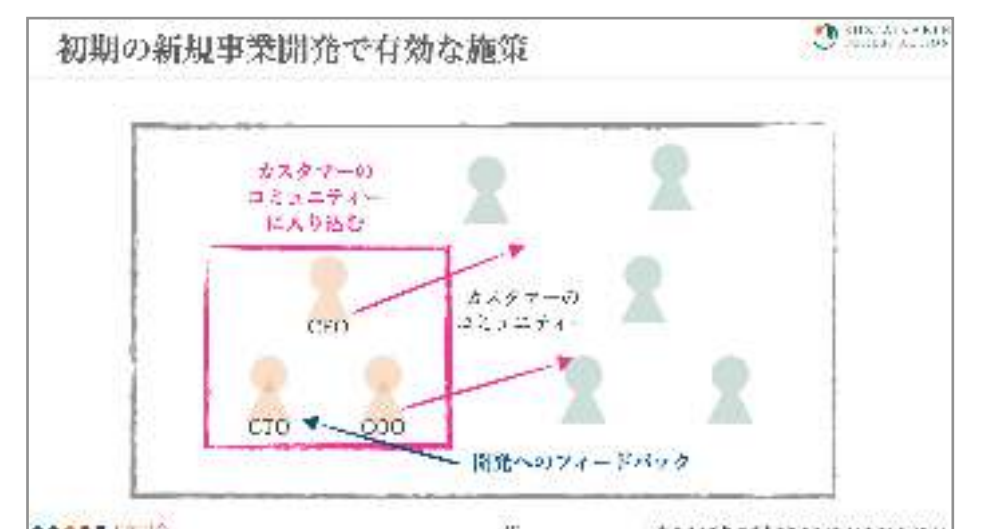 初期の新規事業開発で有効な施策
カスタマーの
コミュニティー
に入り込む
CEO
カスタマーの
コミュニティー
CTO
COO
開発へのフィードバック